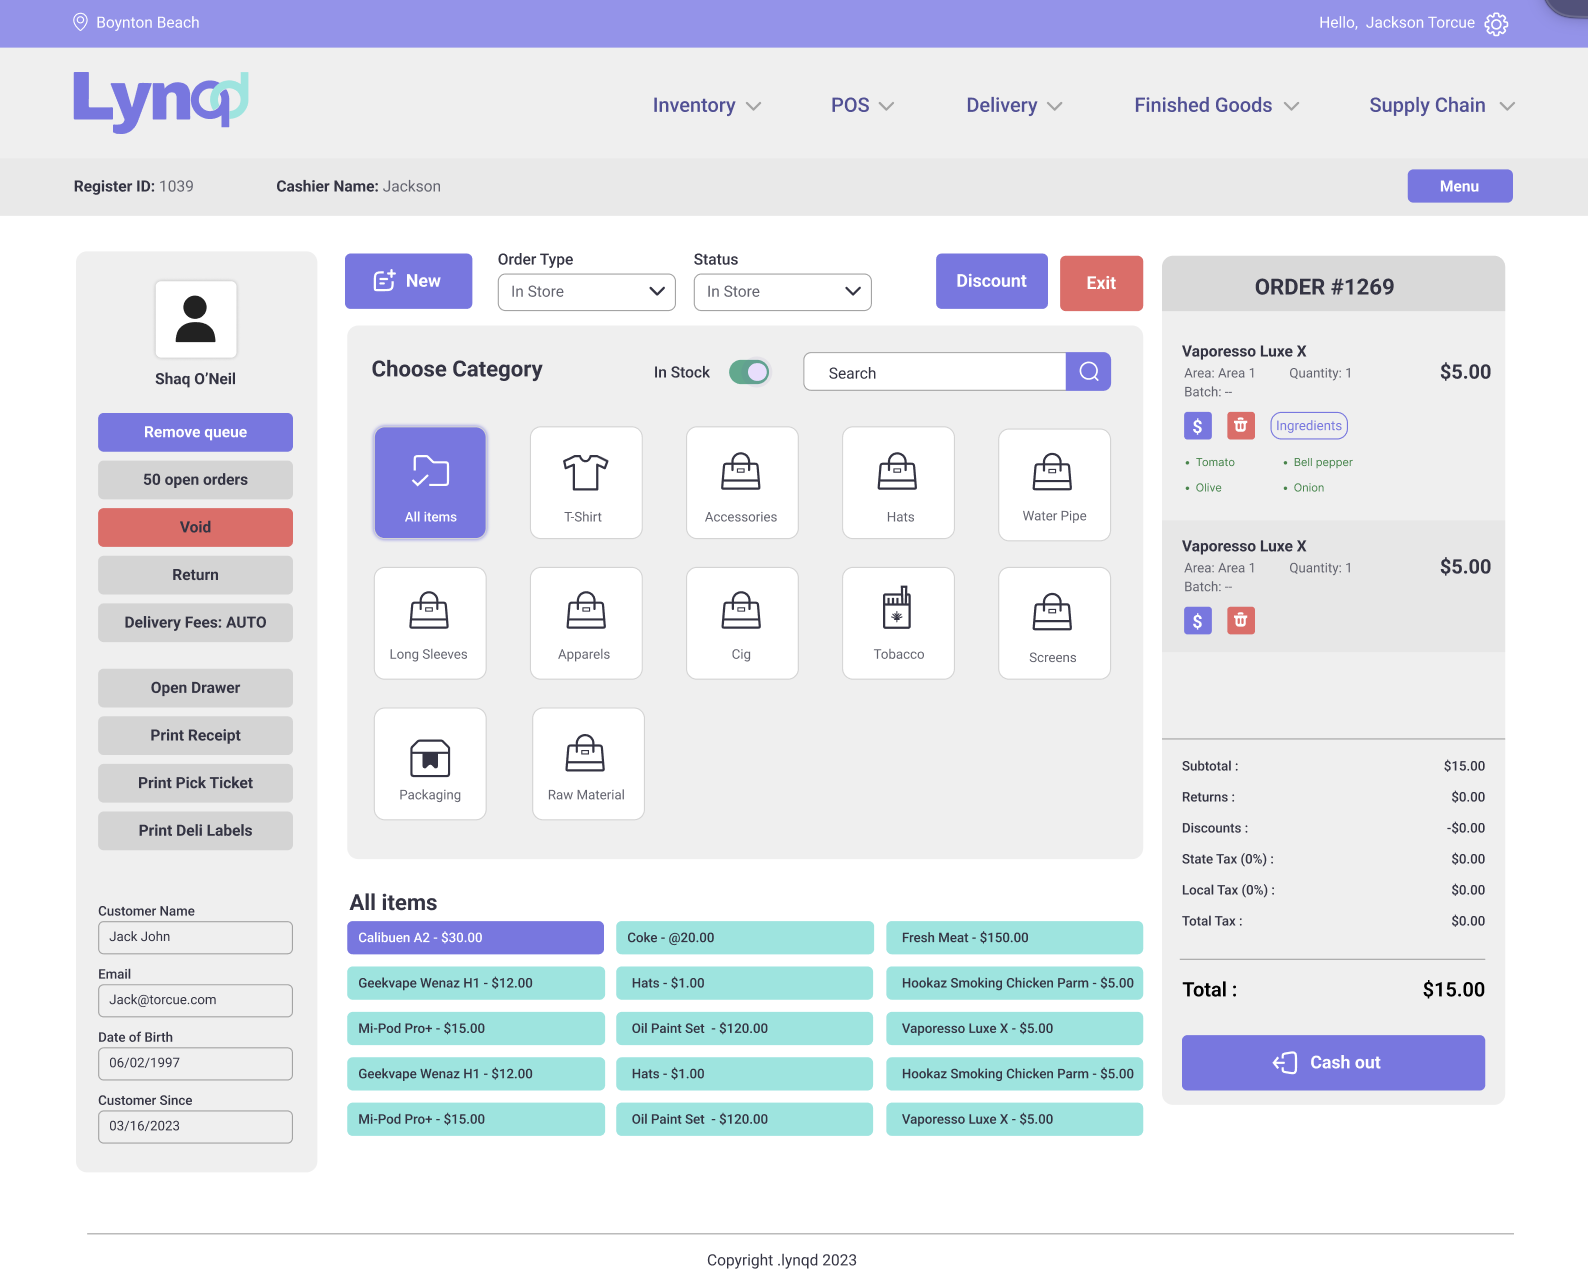 Boynton Beach
Hello, Jackson Torcue
Lynqd
Inventory
POS
Delivery
Finished Goods
Supply Chain
Register ID: 1039
Cashier Name: Jackson
Menu
Shaq O’Neil
Remove queue
50 open orders
Void
Return
Delivery Fees: AUTO
Open Drawer
Print Receipt
Print Pick Ticket
Print Deli Labels
Customer Name
Jack John
Email
Jack@torcue.com
Date of Birth
06/02/1997
Customer Since
03/16/2023
New
Order Type
In Store
Status
In Store
Discount
Exit
Choose Category
In Stock
Search
All items
T-Shirt
Accessories
Hats
Water Pipe
Long Sleeves
Apparels
Cig
Tobacco
Screens
Packaging
Raw Material
All items
Calibuen A2 - $30.00
Coke - @20.00
Fresh Meat - $150.00
Geekvape Wenaz H1 - $12.00
Hats - $1.00
Hookaz Smoking Chicken Parm - $5.00
Mi-Pod Pro+ - $15.00
Oil Paint Set - $120.00
Vaporesso Luxe X - $5.00
Geekvape Wenaz H1 - $12.00
Hats - $1.00
Hookaz Smoking Chicken Parm - $5.00
Mi-Pod Pro+ - $15.00
Oil Paint Set - $120.00
Vaporesso Luxe X - $5.00
ORDER #1269
Vaporesso Luxe X
Area: Area 1 Quantity: 1
$5.00
Batch: --
$
Ingredients
• Tomato
• Bell pepper
• Olive
• Onion
Vaporesso Luxe X
Area: Area 1 Quantity: 1
$5.00
Batch: --
$
Subtotal : $15.00
Returns : $0.00
Discounts : -$0.00
State Tax (0%) : $0.00
Local Tax (0%) : $0.00
Total Tax : $0.00
Total : $15.00
Cash out
Copyright .lynqd 2023